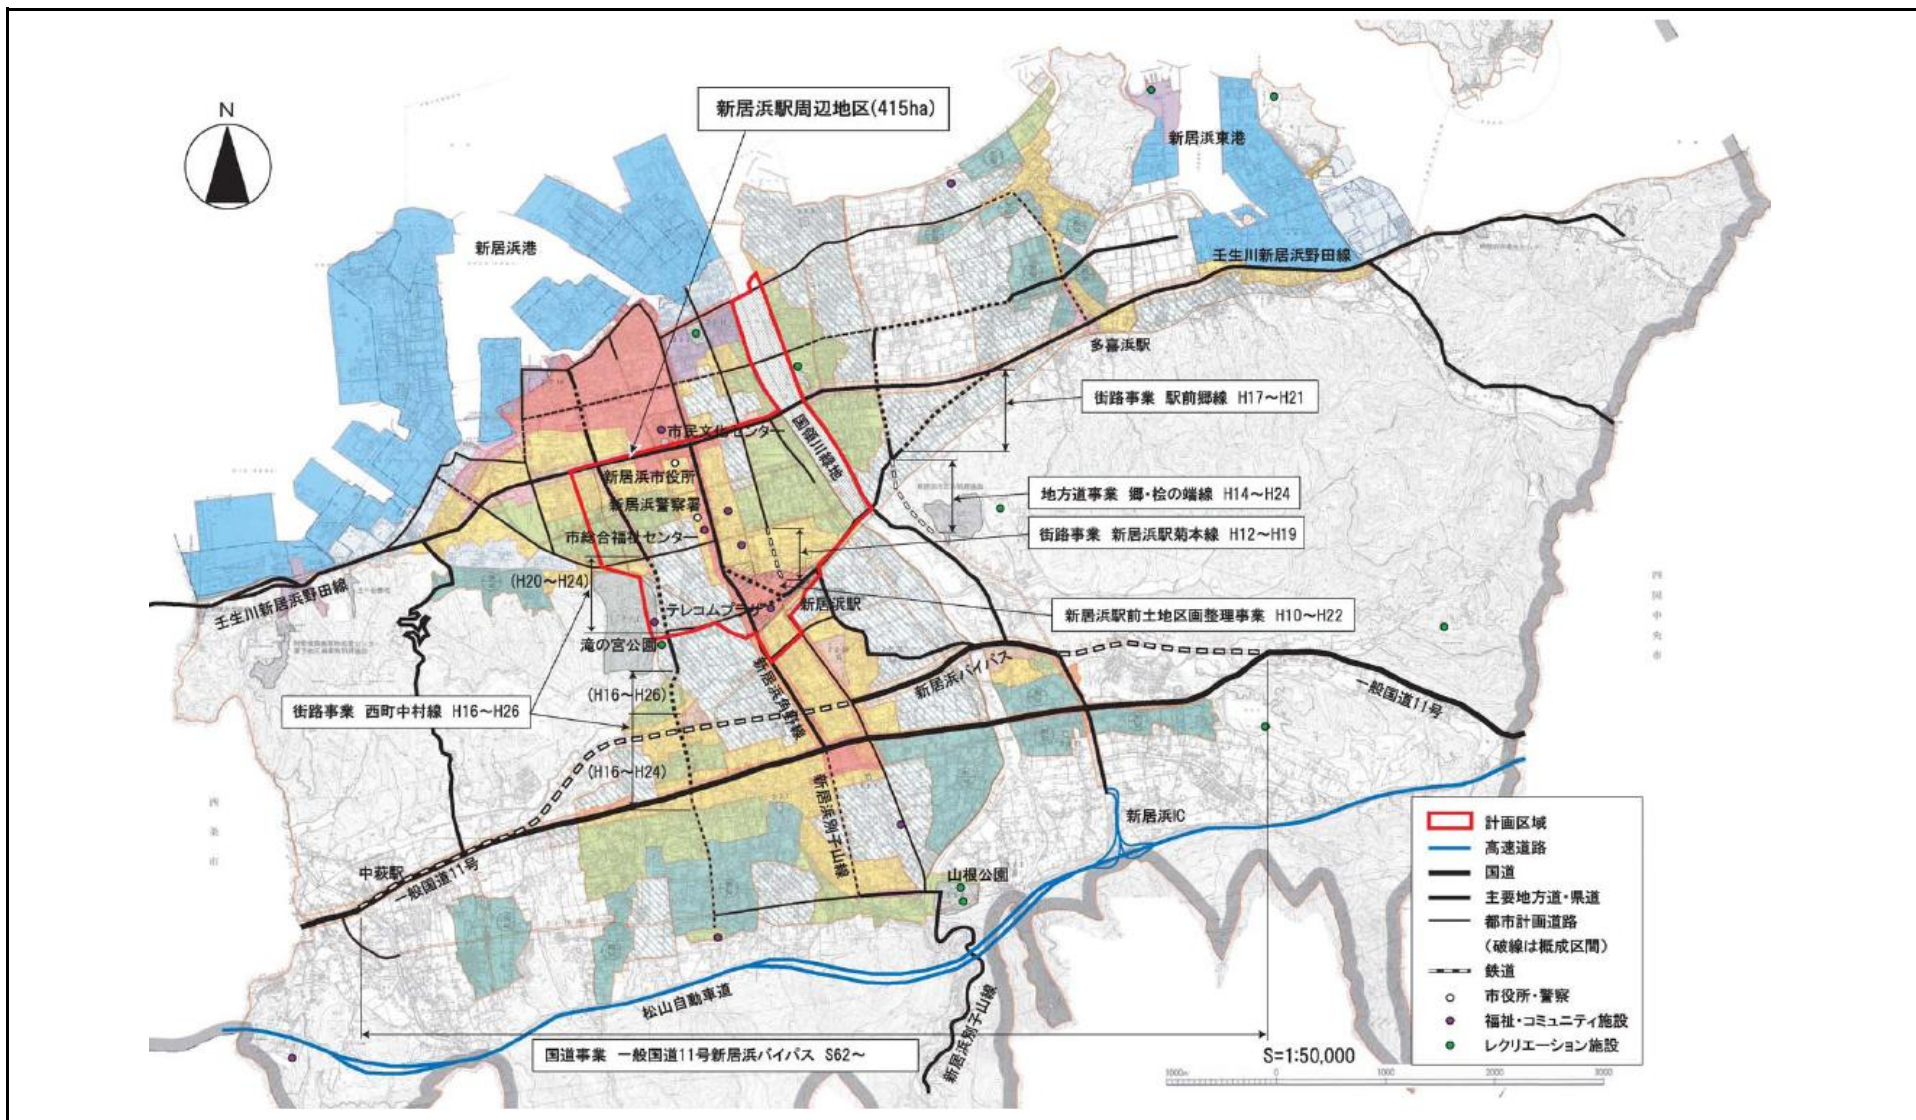 N
新居浜駅周辺地区(415ha)
新居浜東港
新居浜港
壬生川新居浜野田線
多喜浜駅
街路事業 駅前郷線 H17～H21
国領川緑地
市民文化センター
新居浜市役所
新居浜警察署
地方道事業 郷・桧の端線 H14～H24
市総合福祉センター
街路事業 新居浜駅菊本線 H12～H19
(H20～H24)
壬生川新居浜野田線
テレコムプラザ
新居浜駅
新居浜駅前土地区画整理事業 H10～H22
四国中央市
滝の宮公園
新居浜角野線
新居浜バイパス
(H16～H26)
街路事業 西町中村線 H16～H26
一般国道11号
(H16～H24)
新居浜別子山線
西条市
新居浜IC
中萩駅
一般国道11号
山根公園
松山自動車道
新居浜別子山線
国道事業 一般国道11号新居浜バイパス S62～
計画区域
高速道路
国道
主要地方道・県道
都市計画道路
(破線は概成区間)
鉄道
市役所・警察
福祉・コミュニティ施設
レクリエーション施設
S=1:50,000
1000m 0 1000 2000 3000